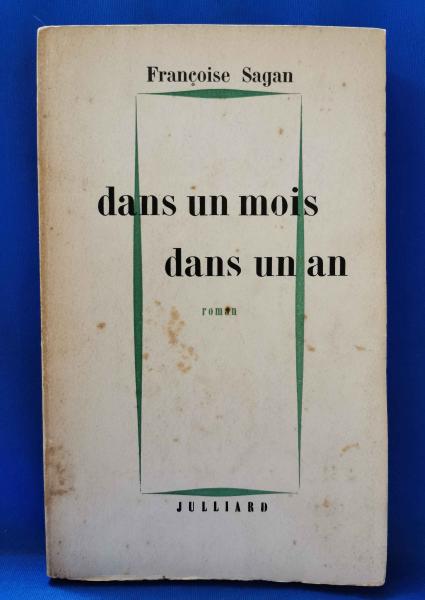 Françoise Sagan
dans un mois
dans un an
roman
JULLIARD